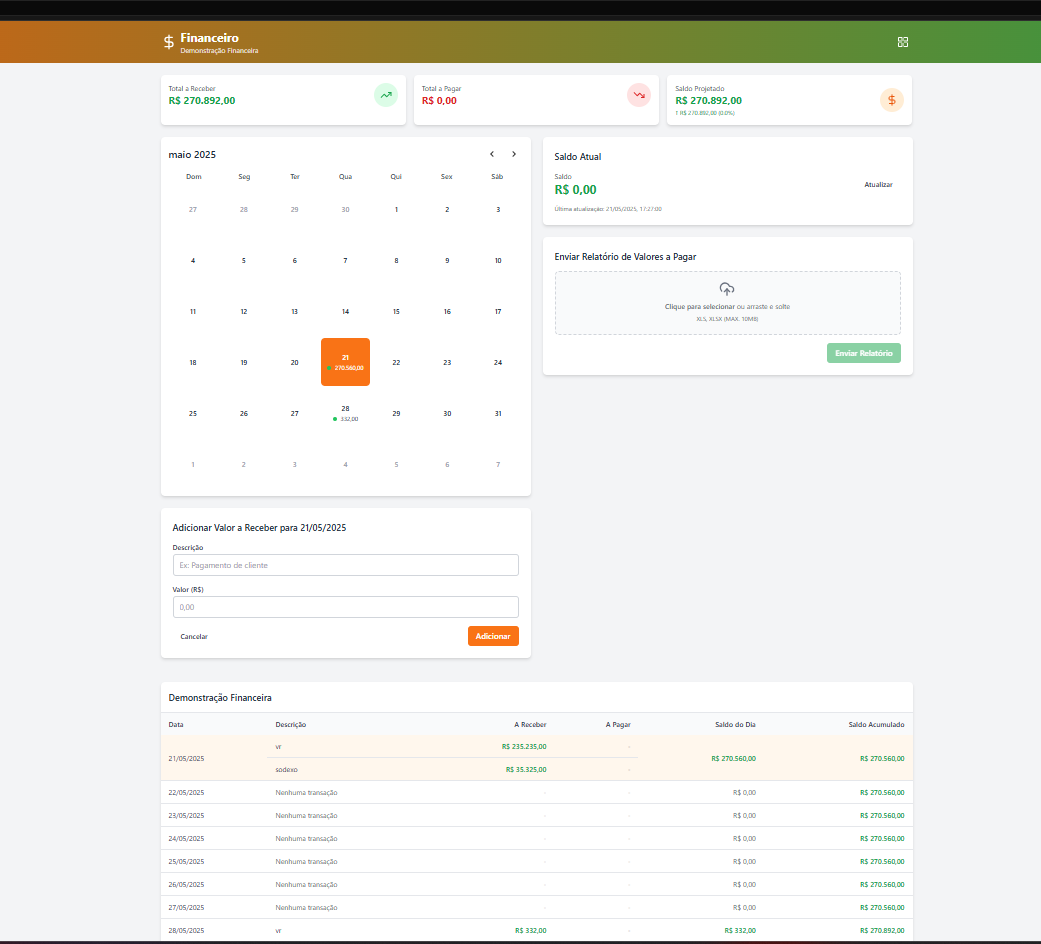 Financeiro
Demonstração Financeira
Total a Receber
R$ 270.892,00
Total a Pagar
R$ 0,00
Saldo Projetado
R$ 270.892,00
↑ R$ 270.892,00 (0.0%)
maio 2025
Dom Seg Ter Qua Qui Sex Sáb
27 28 29 30 1 2 3
4 5 6 7 8 9 10
11 12 13 14 15 16 17
18 19 20 21 22 23 24
270.560,00
25 26 27 28 29 30 31
332,00
1 2 3 4 5 6 7
Saldo Atual
Saldo
R$ 0,00
Atualizar
Última atualização: 21/05/2025, 17:27:00
Enviar Relatório de Valores a Pagar
Clique para selecionar ou arraste e solte
XLS, XLSX (MAX. 10MB)
Enviar Relatório
Adicionar Valor a Receber para 21/05/2025
Descrição
Ex: Pagamento de cliente
Valor (R$)
0,00
Cancelar Adicionar
Demonstração Financeira
Data Descrição A Receber A Pagar Saldo do Dia Saldo Acumulado
21/05/2025 vr R$ 235.235,00 - R$ 270.560,00 R$ 270.560,00
sodexo R$ 35.325,00 -
22/05/2025 Nenhuma transação - - R$ 0,00 R$ 270.560,00
23/05/2025 Nenhuma transação - - R$ 0,00 R$ 270.560,00
24/05/2025 Nenhuma transação - - R$ 0,00 R$ 270.560,00
25/05/2025 Nenhuma transação - - R$ 0,00 R$ 270.560,00
26/05/2025 Nenhuma transação - - R$ 0,00 R$ 270.560,00
27/05/2025 Nenhuma transação - - R$ 0,00 R$ 270.560,00
28/05/2025 vr R$ 332,00 - R$ 332,00 R$ 270.892,00